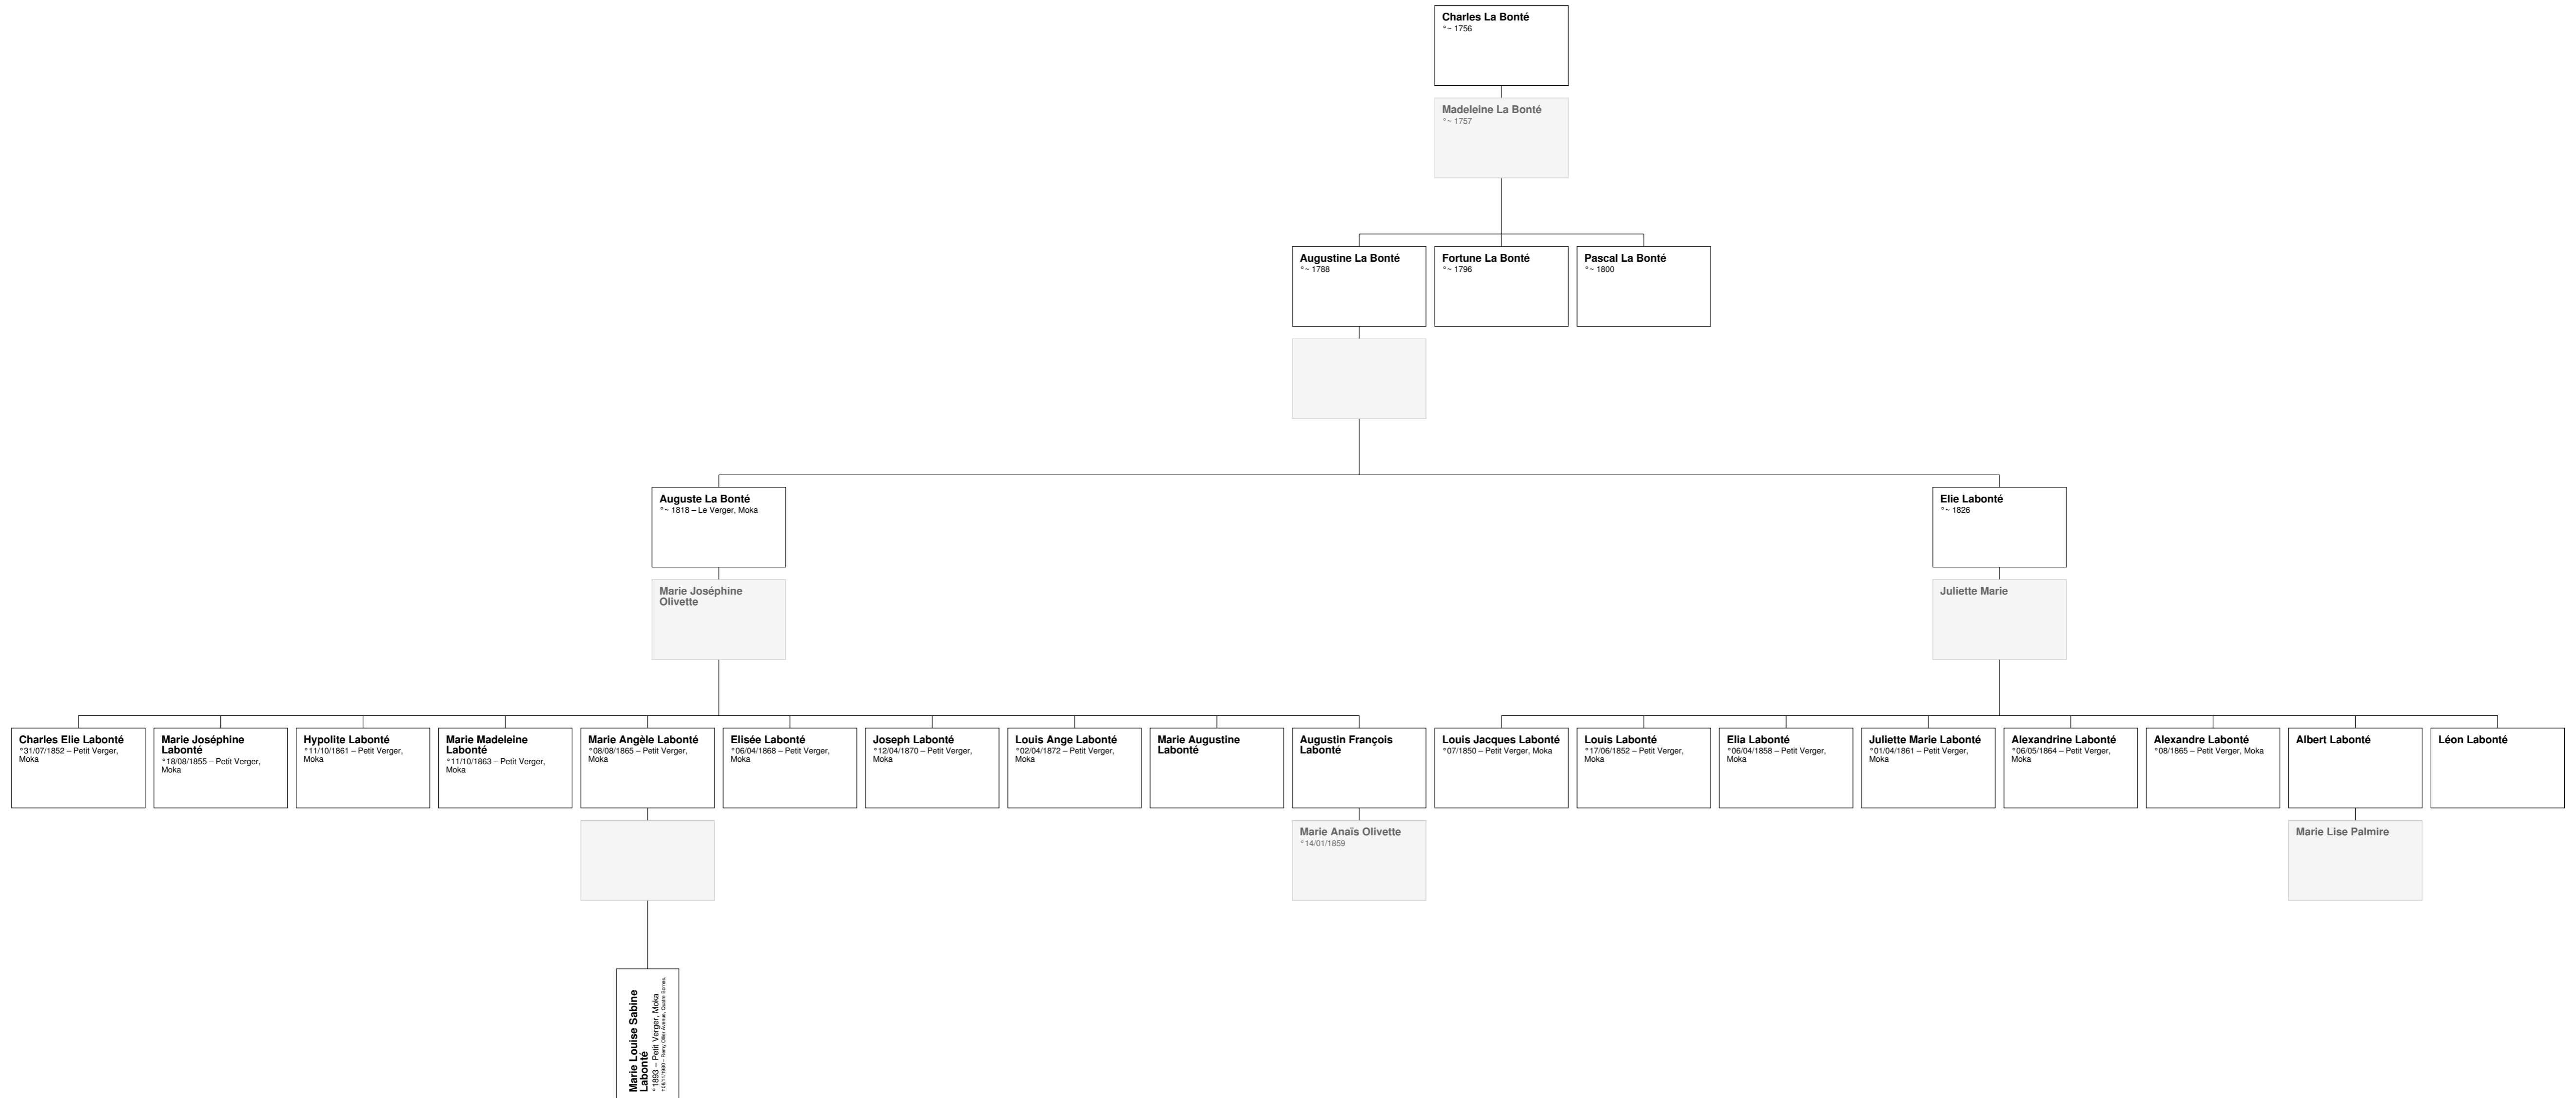 Charles La Bonté
°~ 1756
Madeleine La Bonté
°~ 1757
Augustine La Bonté
°~ 1788
Fortune La Bonté
°~ 1796
Pascal La Bonté
°~ 1800
Auguste La Bonté
°~ 1818 – Le Verger, Moka
Elie Labonté
°~ 1826
Marie Joséphine
Olivette
Juliette Marie
Charles Elie Labonté
°31/07/1852 – Petit Verger,
Moka
Marie Joséphine
Labonté
°18/08/1855 – Petit Verger,
Moka
Hypolite Labonté
°11/10/1861 – Petit Verger,
Moka
Marie Madeleine
Labonté
°11/10/1863 – Petit Verger,
Moka
Marie Angèle Labonté
°08/08/1865 – Petit Verger,
Moka
Elisée Labonté
°06/04/1868 – Petit Verger,
Moka
Joseph Labonté
°12/04/1870 – Petit Verger,
Moka
Louis Ange Labonté
°02/04/1872 – Petit Verger,
Moka
Marie Augustine
Labonté
Augustin François
Labonté
Louis Jacques Labonté
°07/1850 – Petit Verger, Moka
Louis Labonté
°17/06/1852 – Petit Verger,
Moka
Elia Labonté
°06/04/1858 – Petit Verger,
Moka
Juliette Marie Labonté
°01/04/1861 – Petit Verger,
Moka
Alexandrine Labonté
°06/05/1864 – Petit Verger,
Moka
Alexandre Labonté
°08/1865 – Petit Verger, Moka
Albert Labonté
Léon Labonté
Marie Anaïs Olivette
°14/01/1859
Marie Lise Palmire
Marie Louise Sabine
Labonté
°1893 – Petit Verger, Moka
Remy Ollier Avenue, Quatre Bornes